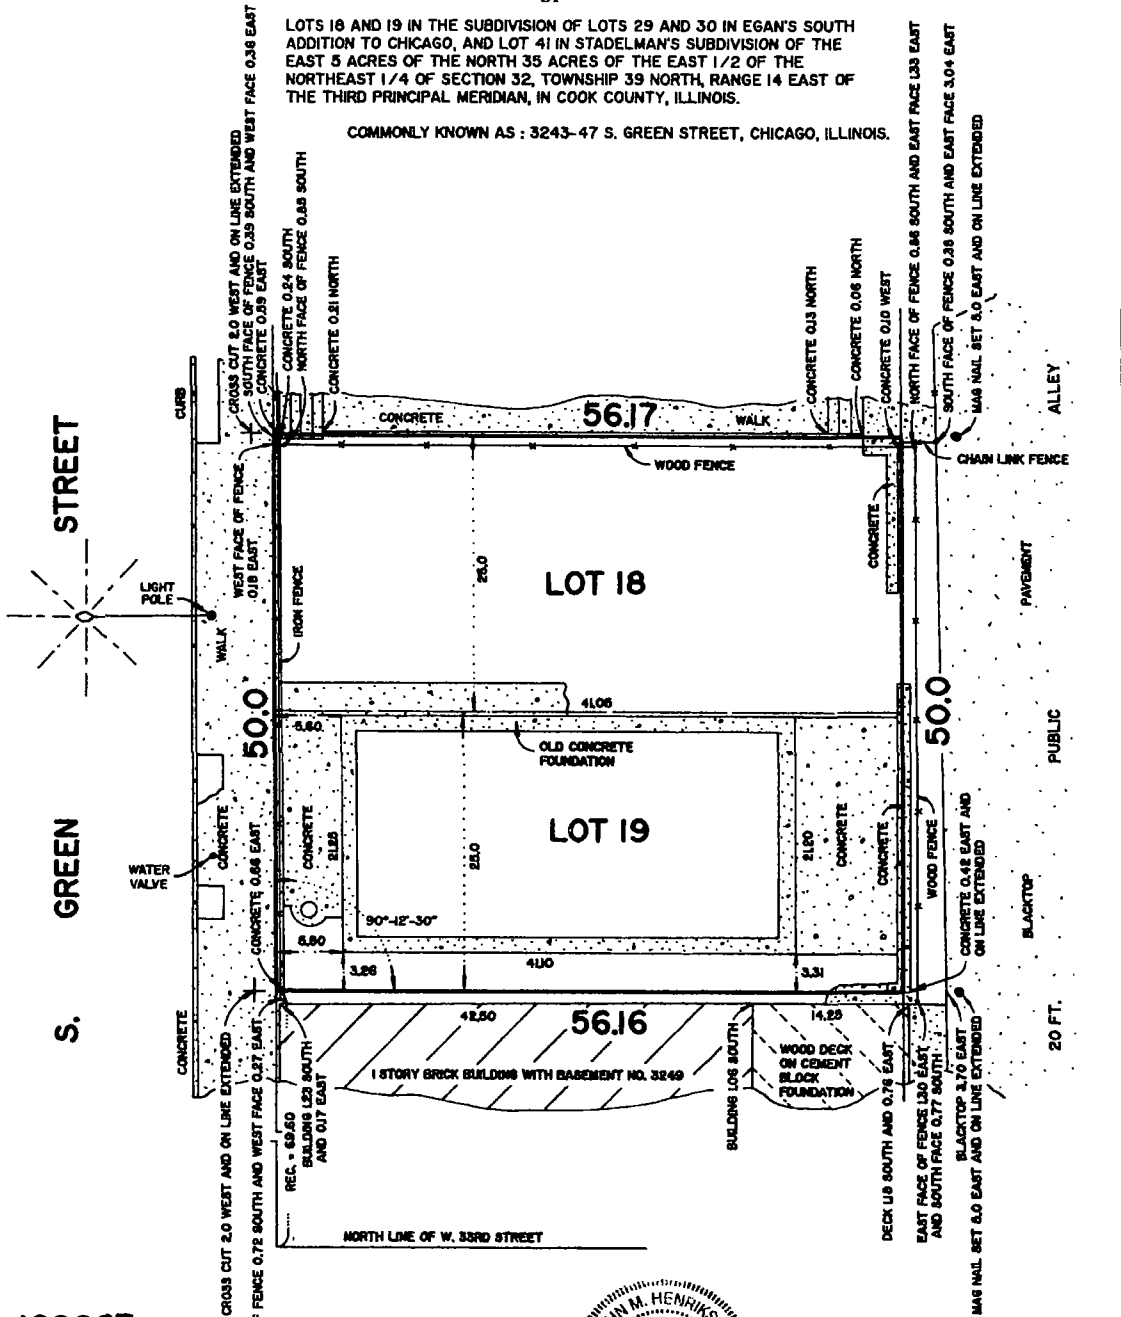 LOTS 18 AND 19 IN THE SUBDIVISION OF LOTS 29 AND 30 IN EGAN'S SOUTH
ADDITION TO CHICAGO, AND LOT 41 IN STADELMAN'S SUBDIVISION OF THE
EAST 5 ACRES OF THE NORTH 35 ACRES OF THE EAST 1/2 OF THE
NORTHEAST 1/4 OF SECTION 32, TOWNSHIP 39 NORTH, RANGE 14 EAST OF
THE THIRD PRINCIPAL MERIDIAN, IN COOK COUNTY, ILLINOIS.
COMMONLY KNOWN AS : 3243-47 S. GREEN STREET, CHICAGO, ILLINOIS.
CROSS CUT 2.0 WEST AND ON LINE EXTENDED
SOUTH FACE OF FENCE 0.39 SOUTH AND WEST FACE 0.36 EAST
CONCRETE 0.59 EAST
CONCRETE 0.24 SOUTH
NORTH FACE OF FENCE 0.85 SOUTH
CONCRETE 0.21 NORTH
CONCRETE 0.13 NORTH
CONCRETE 0.06 NORTH
CONCRETE 0.10 WEST
NORTH FACE OF FENCE 0.86 SOUTH AND EAST FACE 1.33 EAST
SOUTH FACE OF FENCE 0.38 SOUTH AND EAST FACE 3.04 EAST
MAG NAIL SET 5.0 EAST AND ON LINE EXTENDED
CURB
CONCRETE
56.17
WALK
ALLEY
WOOD FENCE
CHAIN LINK FENCE
S. GREEN STREET
WEST FACE OF FENCE
0.18 EAST
IRON FENCE
LIGHT
POLE
WALK
25.0
LOT 18
CONCRETE
PAVEMENT
50.0
41.05
5.60
OLD CONCRETE
FOUNDATION
50.0
PUBLIC
LOT 19
CONCRETE
CONCRETE
21.25
25.0
21.20
CONCRETE
CONCRETE
WOOD FENCE
WATER
VALVE
CONCRETE 0.66 EAST
CONCRETE 0.42 EAST AND
ON LINE EXTENDED
BLACKTOP
90°-12'-30"
5.60
3.26
41.10
3.31
42.50
56.16
14.25
CONCRETE
20 FT.
1 STORY BRICK BUILDING WITH BASEMENT NO. 3249
WOOD DECK
ON CEMENT
BLOCK
FOUNDATION
CROSS CUT 2.0 WEST AND ON LINE EXTENDED
FENCE 0.72 SOUTH AND WEST FACE 0.27 EAST
REC. = 69.60
BUILDING 1.23 SOUTH
AND 0.17 EAST
BUILDING 1.06 SOUTH
DECK 1.18 SOUTH AND 0.76 EAST
EAST FACE OF FENCE 1.30 EAST
AND SOUTH FACE 0.77 SOUTH
BLACKTOP 3.70 EAST
MAG NAIL SET 5.0 EAST AND ON LINE EXTENDED
NORTH LINE OF W. 33RD STREET
M. HENRIKS